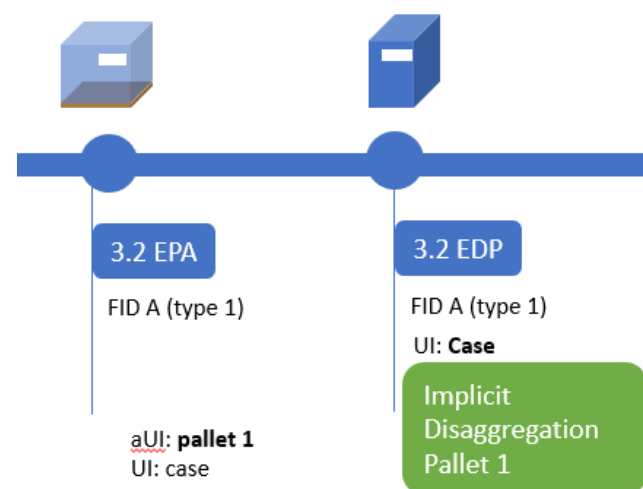 3.2 EPA
FID A (type 1)
aUI: pallet 1
UI: case
3.2 EDP
FID A (type 1)
UI: Case
Implicit
Disaggregation
Pallet 1